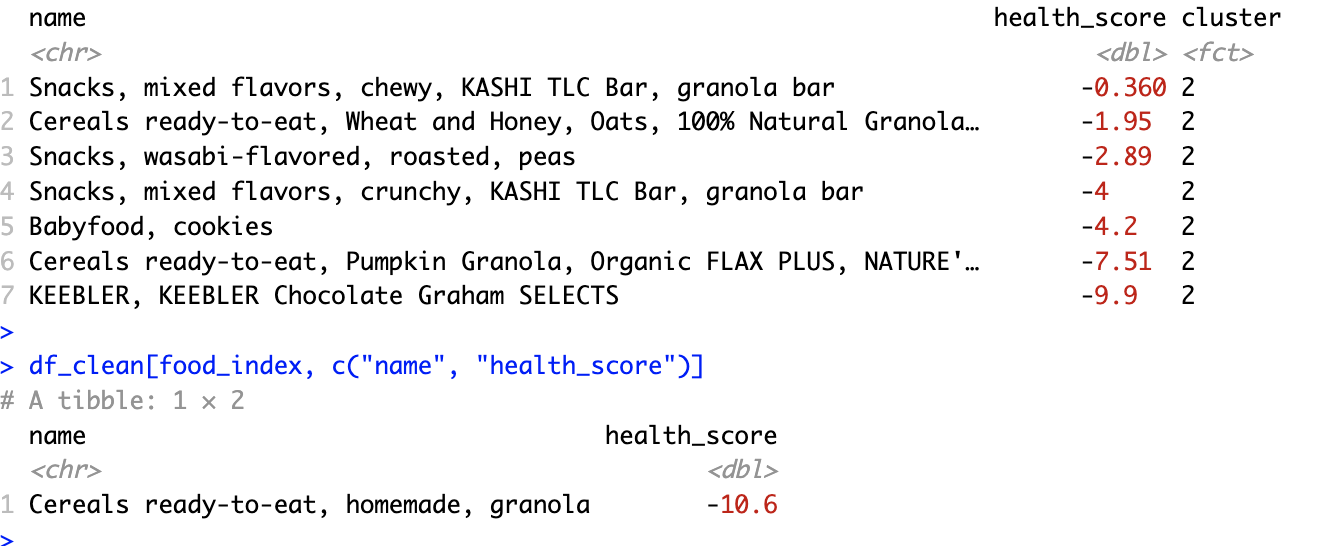 name health_score cluster
<chr> <dbl> <fct>
1 Snacks, mixed flavors, chewy, KASHI TLC Bar, granola bar -0.360 2
2 Cereals ready-to-eat, Wheat and Honey, Oats, 100% Natural Granola… -1.95 2
3 Snacks, wasabi-flavored, roasted, peas -2.89 2
4 Snacks, mixed flavors, crunchy, KASHI TLC Bar, granola bar -4 2
5 Babyfood, cookies -4.2 2
6 Cereals ready-to-eat, Pumpkin Granola, Organic FLAX PLUS, NATURE'… -7.51 2
7 KEEBLER, KEEBLER Chocolate Graham SELECTS -9.9 2
>
> df_clean[food_index, c("name", "health_score")]
# A tibble: 1 × 2
name health_score
<chr> <dbl>
1 Cereals ready-to-eat, homemade, granola -10.6
>